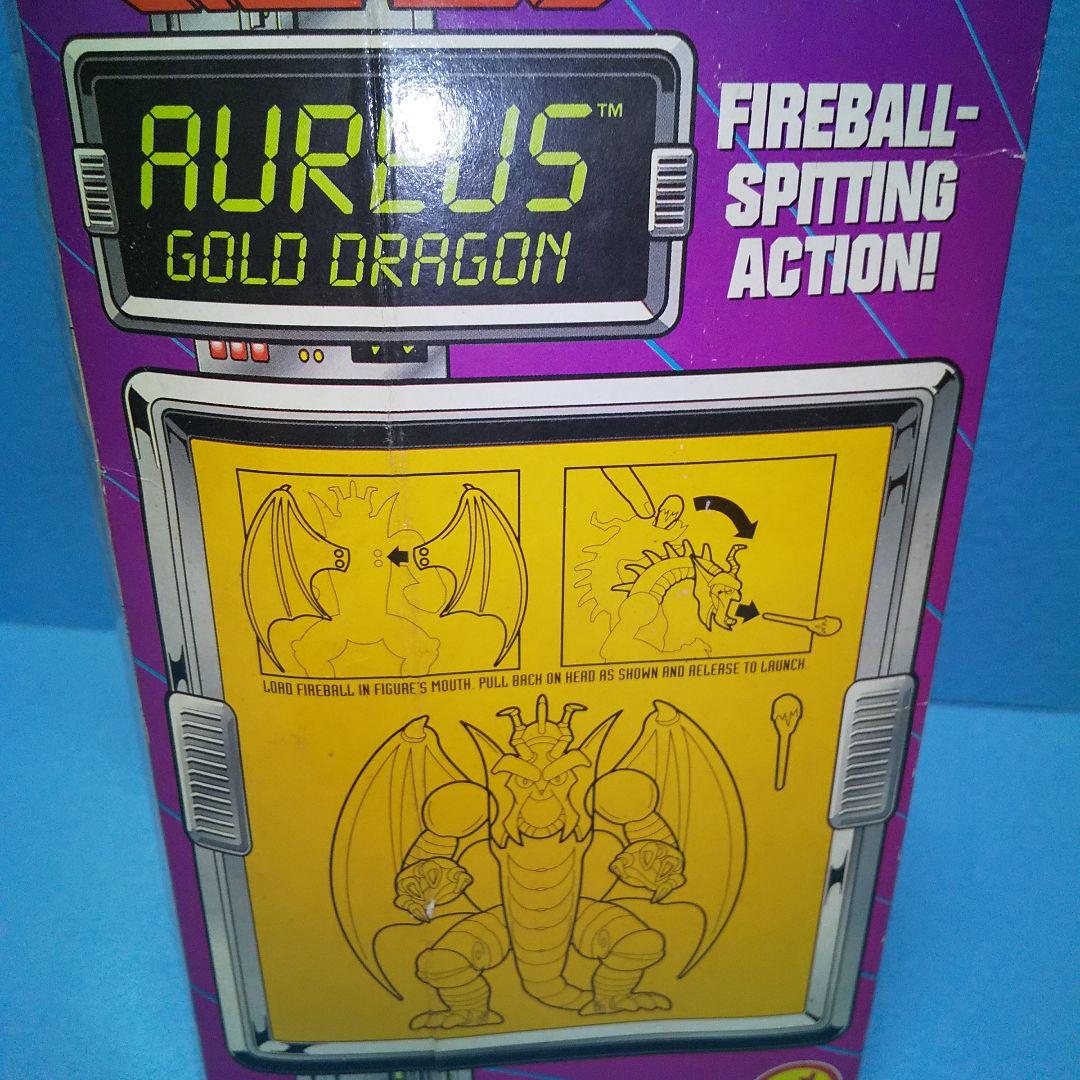 AUREUS™
GOLD DRAGON
FIREBALL-
SPITTING
ACTION!
LOAD FIREBALL IN FIGURE'S MOUTH. PULL BACK ON HEAD AS SHOWN AND RELEASE TO LAUNCH.